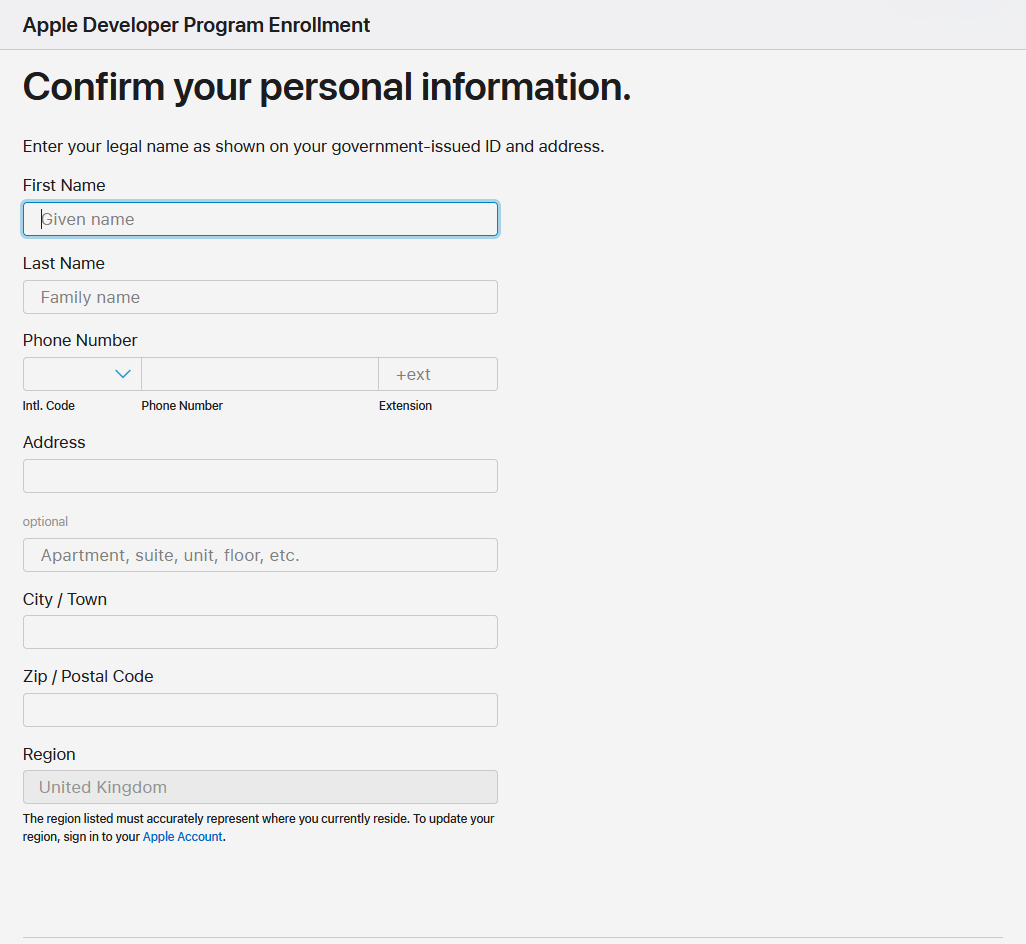 Apple Developer Program Enrollment
Confirm your personal information.
Enter your legal name as shown on your government-issued ID and address.
First Name
Given name
Last Name
Family name
Phone Number
+ext
Intl. Code Phone Number Extension
Address
optional
Apartment, suite, unit, floor, etc.
City / Town
Zip / Postal Code
Region
United Kingdom
The region listed must accurately represent where you currently reside. To update your
region, sign in to your Apple Account.